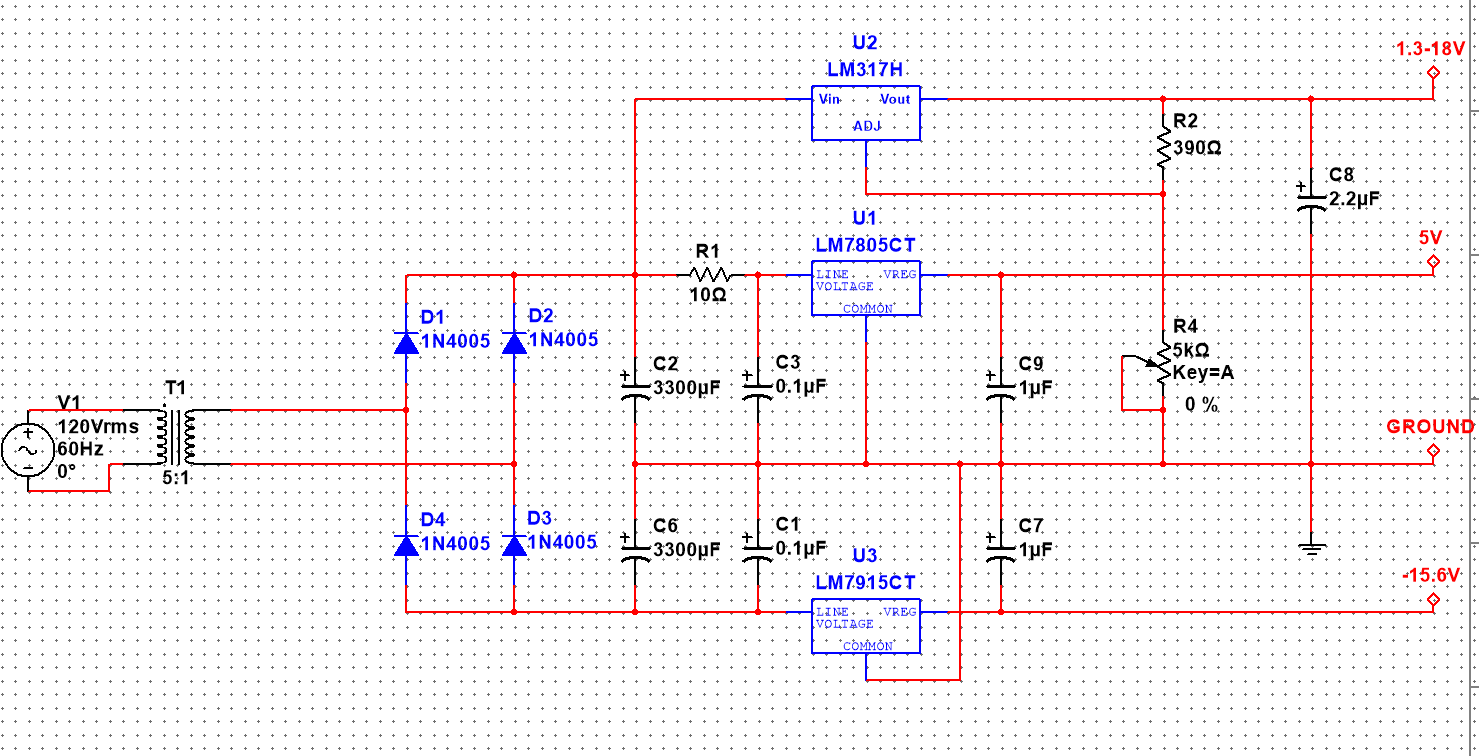 U2
LM317H
Vin Vout
ADJ
1.3-18V
R2
390Ω
C8
2.2µF
U1
LM7805CT
LINE VREG
VOLTAGE
COMMON
5V
R1
10Ω
D1
1N4005
D2
1N4005
C2
3300µF
C3
0.1µF
C9
1µF
R4
5kΩ
Key=A
0 %
T1
V1
120Vrms
60Hz
0°
5:1
GROUND
D4
1N4005
D3
1N4005
C6
3300µF
C1
0.1µF
C7
1µF
U3
LM7915CT
LINE VREG
VOLTAGE
COMMON
-15.6V